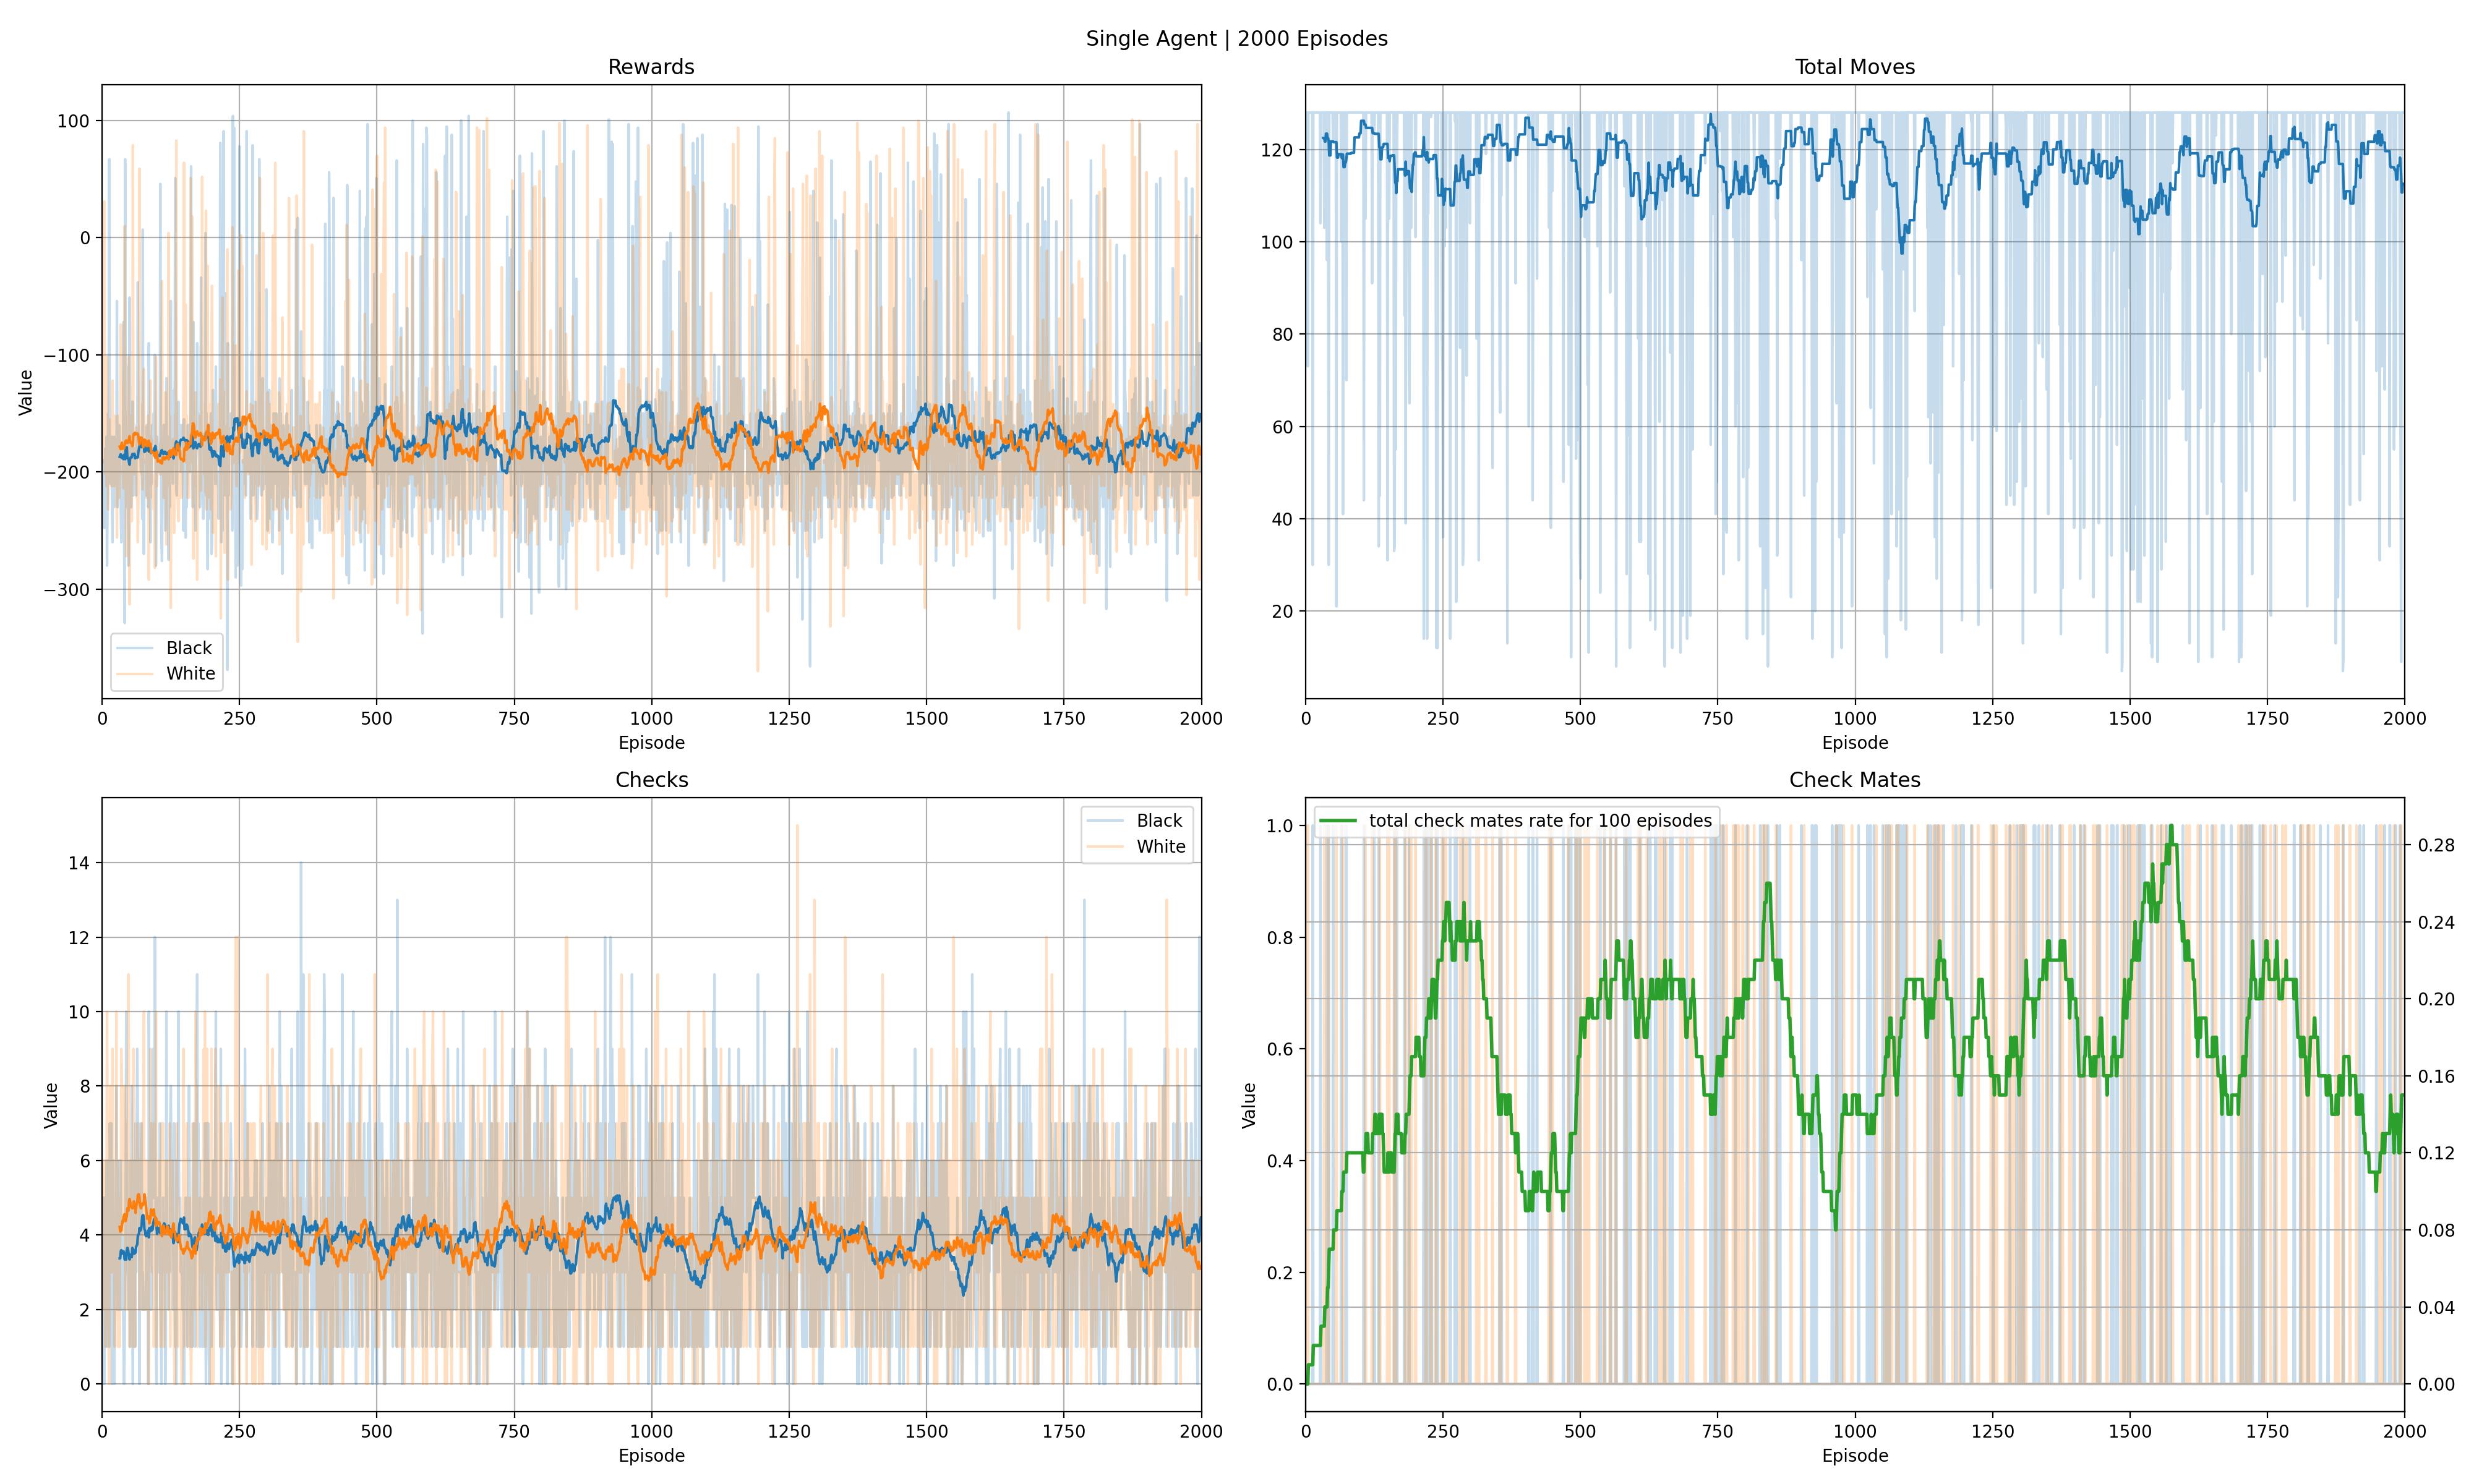 Single Agent | 2000 Episodes
Rewards
100
0
−100
−200
−300
Value
Black
White
0 250 500 750 1000 1250 1500 1750 2000
Episode
Total Moves
120
100
80
60
40
20
0 250 500 750 1000 1250 1500 1750 2000
Episode
Checks
14
12
10
8
6
4
2
0
Value
Black
White
0 250 500 750 1000 1250 1500 1750 2000
Episode
Check Mates
total check mates rate for 100 episodes
1.0
0.8
0.6
0.4
0.2
0.0
Value
0.28
0.24
0.20
0.16
0.12
0.08
0.04
0.00
0 250 500 750 1000 1250 1500 1750 2000
Episode